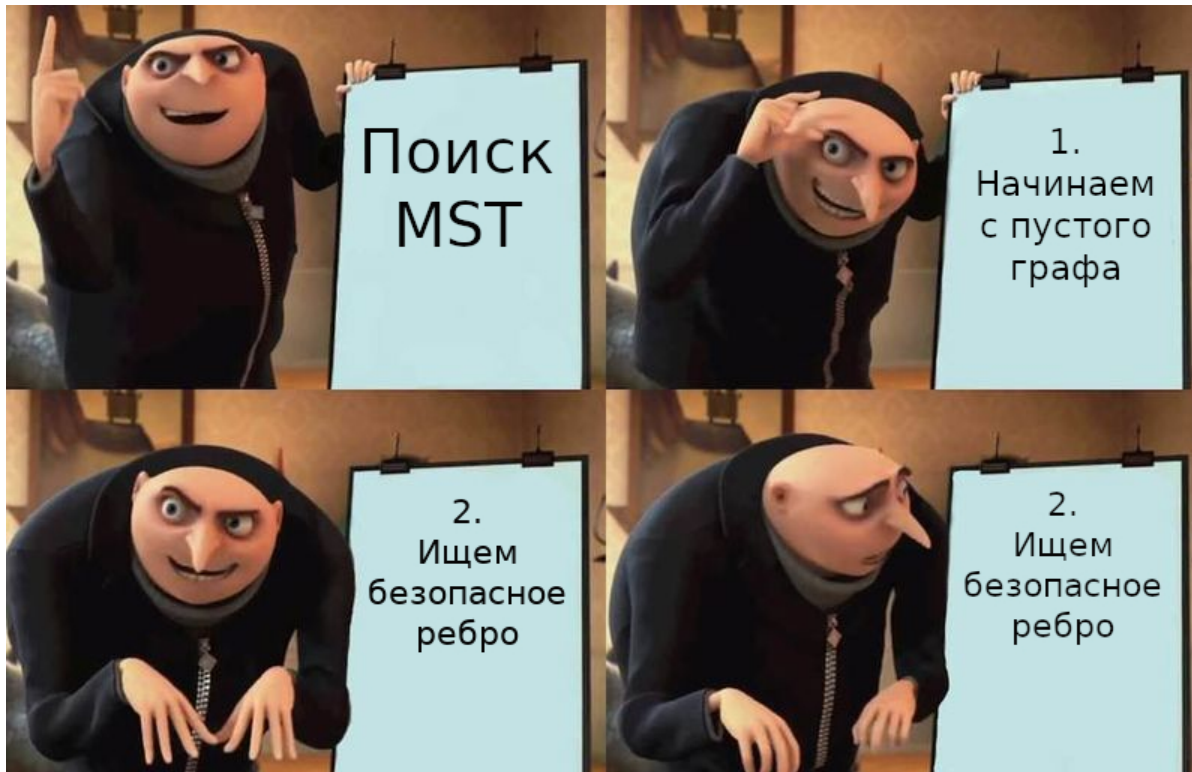 Поиск
MST
1.
Начинаем
с пустого
графа
2.
Ищем
безопасное
ребро
2.
Ищем
безопасное
ребро